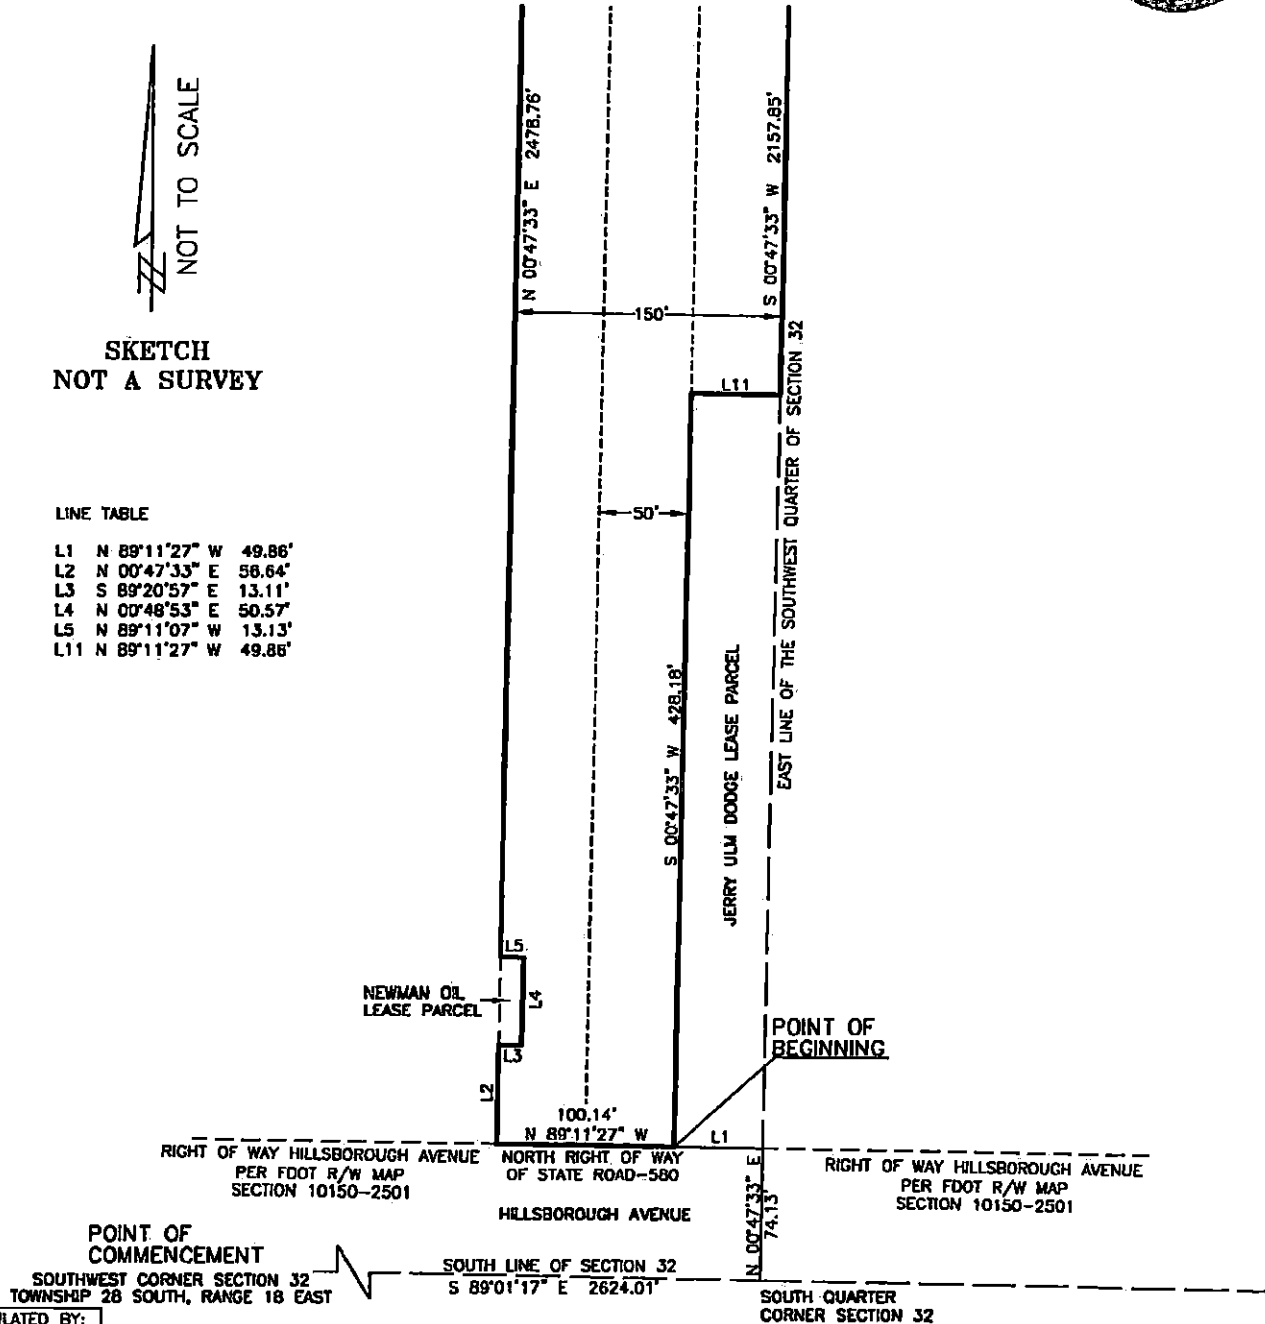 NOT TO SCALE
N
SKETCH
NOT A SURVEY
N 00°47'33" E 2478.76'
S 00°47'33" W 2157.85'
150'
L11
EAST LINE OF THE SOUTHWEST QUARTER OF SECTION 32
50'
LINE TABLE
L1 N 89°11'27" W 49.86'
L2 N 00°47'33" E 56.64'
L3 S 89°20'57" E 13.11'
L4 N 00°48'53" E 50.57'
L5 N 89°11'07" W 13.13'
L11 N 89°11'27" W 49.86'
S 00°47'33" W 428.18'
JERRY ULM DODGE LEASE PARCEL
L5
NEWMAN OIL
LEASE PARCEL
L4
L3
L2
POINT OF
BEGINNING
100.14'
N 89°11'27" W
L1
RIGHT OF WAY HILLSBOROUGH AVENUE
PER FDOT R/W MAP
SECTION 10150-2501
NORTH RIGHT OF WAY
OF STATE ROAD-580
RIGHT OF WAY HILLSBOROUGH AVENUE
PER FDOT R/W MAP
SECTION 10150-2501
HILLSBOROUGH AVENUE
N 00°47'33" E
74.13'
POINT OF
COMMENCEMENT
SOUTHWEST CORNER SECTION 32
TOWNSHIP 28 SOUTH, RANGE 18 EAST
SOUTH LINE OF SECTION 32
S 89°01'17" E 2624.01'
SOUTH QUARTER
CORNER SECTION 32
BY: